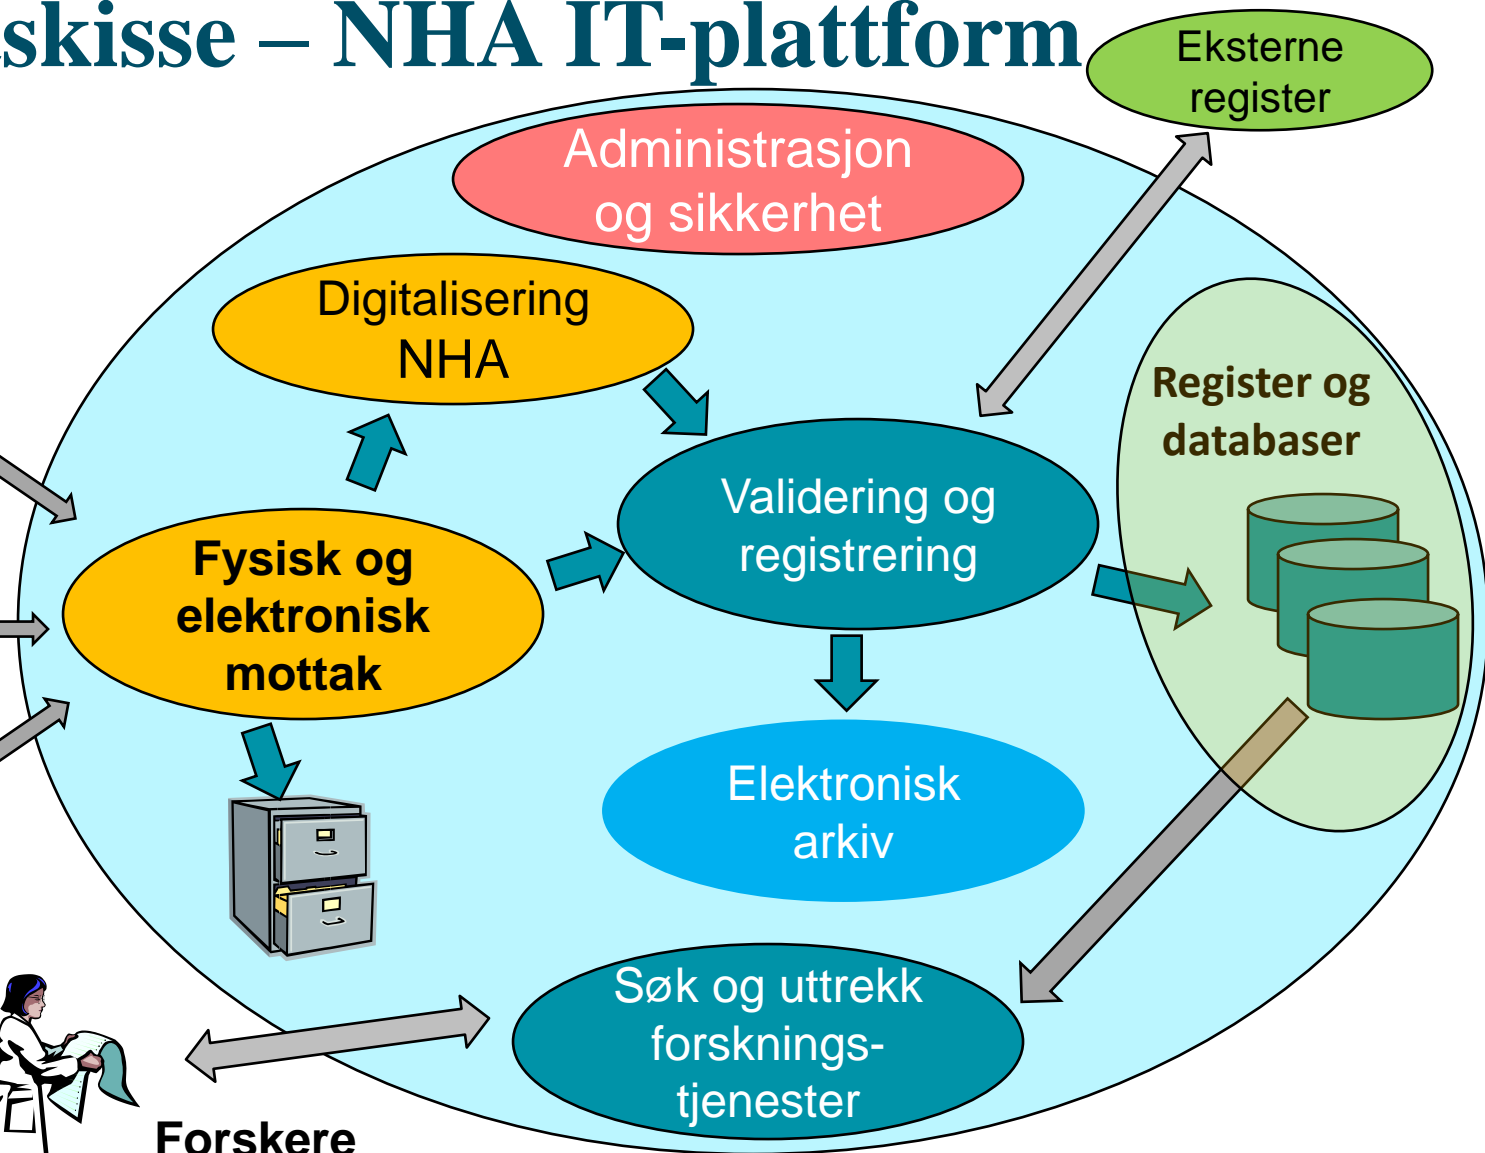 skisse – NHA IT-plattform
Eksterne
register
Administrasjon
og sikkerhet
Digitalisering
NHA
Register og
databaser
Validering og
registrering
Fysisk og
elektronisk
mottak
Elektronisk
arkiv
Søk og uttrekk
forsknings-
tjenester
Forskere